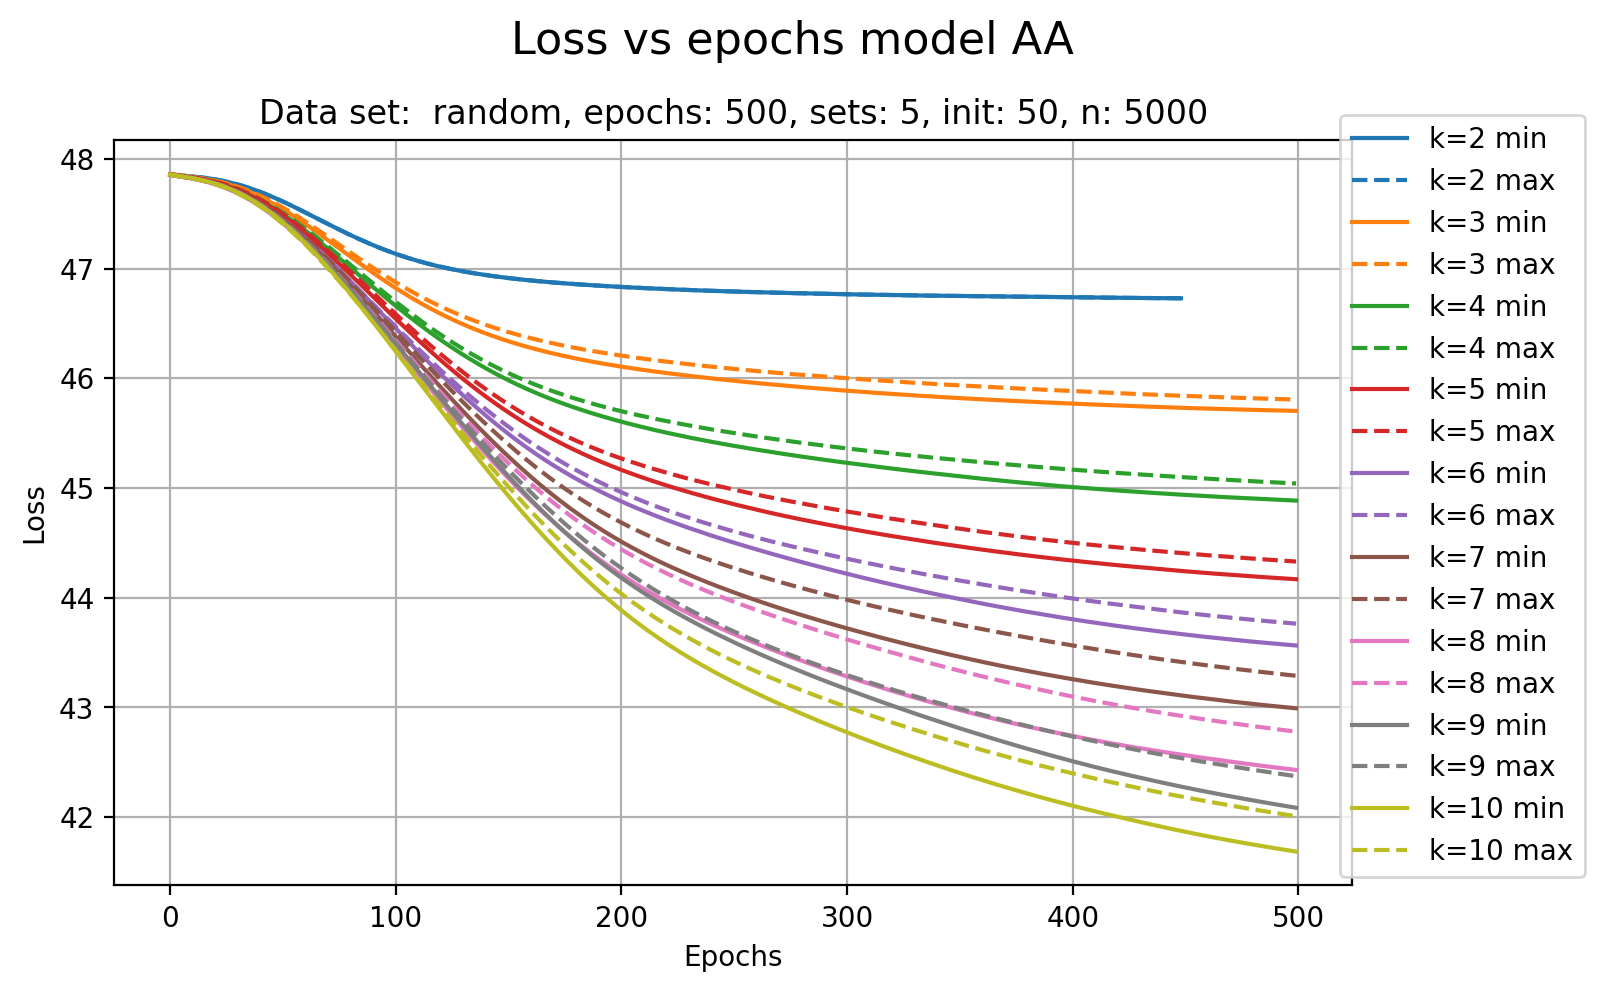 Loss vs epochs model AA
Data set:  random, epochs: 500, sets: 5, init: 50, n: 5000
48
47
46
45
44
43
42
Loss
0 100 200 300 400 500
Epochs
k=2 min
k=2 max
k=3 min
k=3 max
k=4 min
k=4 max
k=5 min
k=5 max
k=6 min
k=6 max
k=7 min
k=7 max
k=8 min
k=8 max
k=9 min
k=9 max
k=10 min
k=10 max